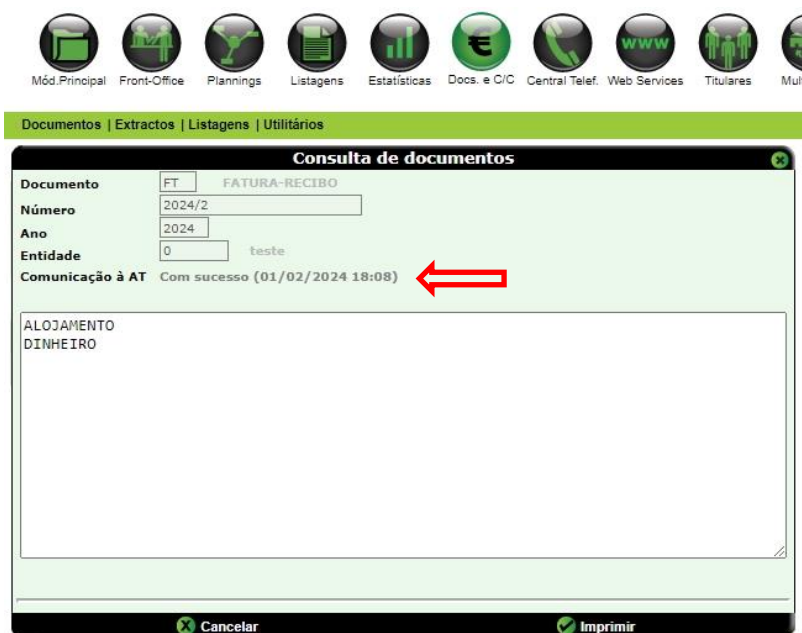 www
Mód.Principal Front-Office Plannings Listagens Estatísticas Docs. e C/C Central Telef. Web Services Titulares
Documentos | Extractos | Listagens | Utilitários
Consulta de documentos
Documento FT FATURA-RECIBO
Número 2024/2
Ano 2024
Entidade 0 teste
Comunicação à AT Com sucesso (01/02/2024 18:08)
ALOJAMENTO
DINHEIRO
Cancelar Imprimir